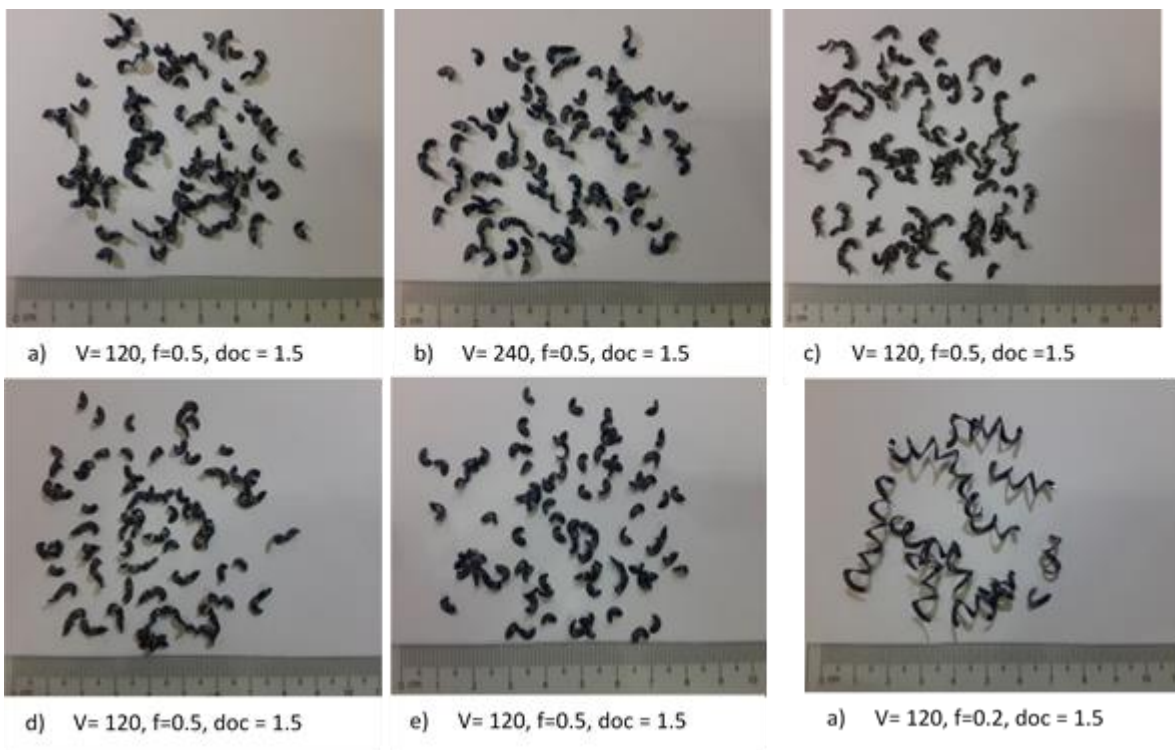 a) V= 120, f=0.5, doc = 1.5
b) V= 240, f=0.5, doc = 1.5
c) V= 120, f=0.5, doc =1.5
d) V= 120, f=0.5, doc = 1.5
e) V= 120, f=0.5, doc = 1.5
a) V= 120, f=0.2, doc = 1.5